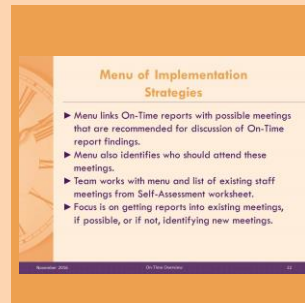 Menu of Implementation
Strategies
► Menu links On-Time reports with possible meetings
that are recommended for discussion of On-Time
report findings.
► Menu also identifies who should attend these
meetings.
► Team works with menu and list of existing staff
meetings from Self-Assessment worksheet.
► Focus is on getting reports into existing meetings,
if possible, or if not, identifying new meetings.
On-Time Overview